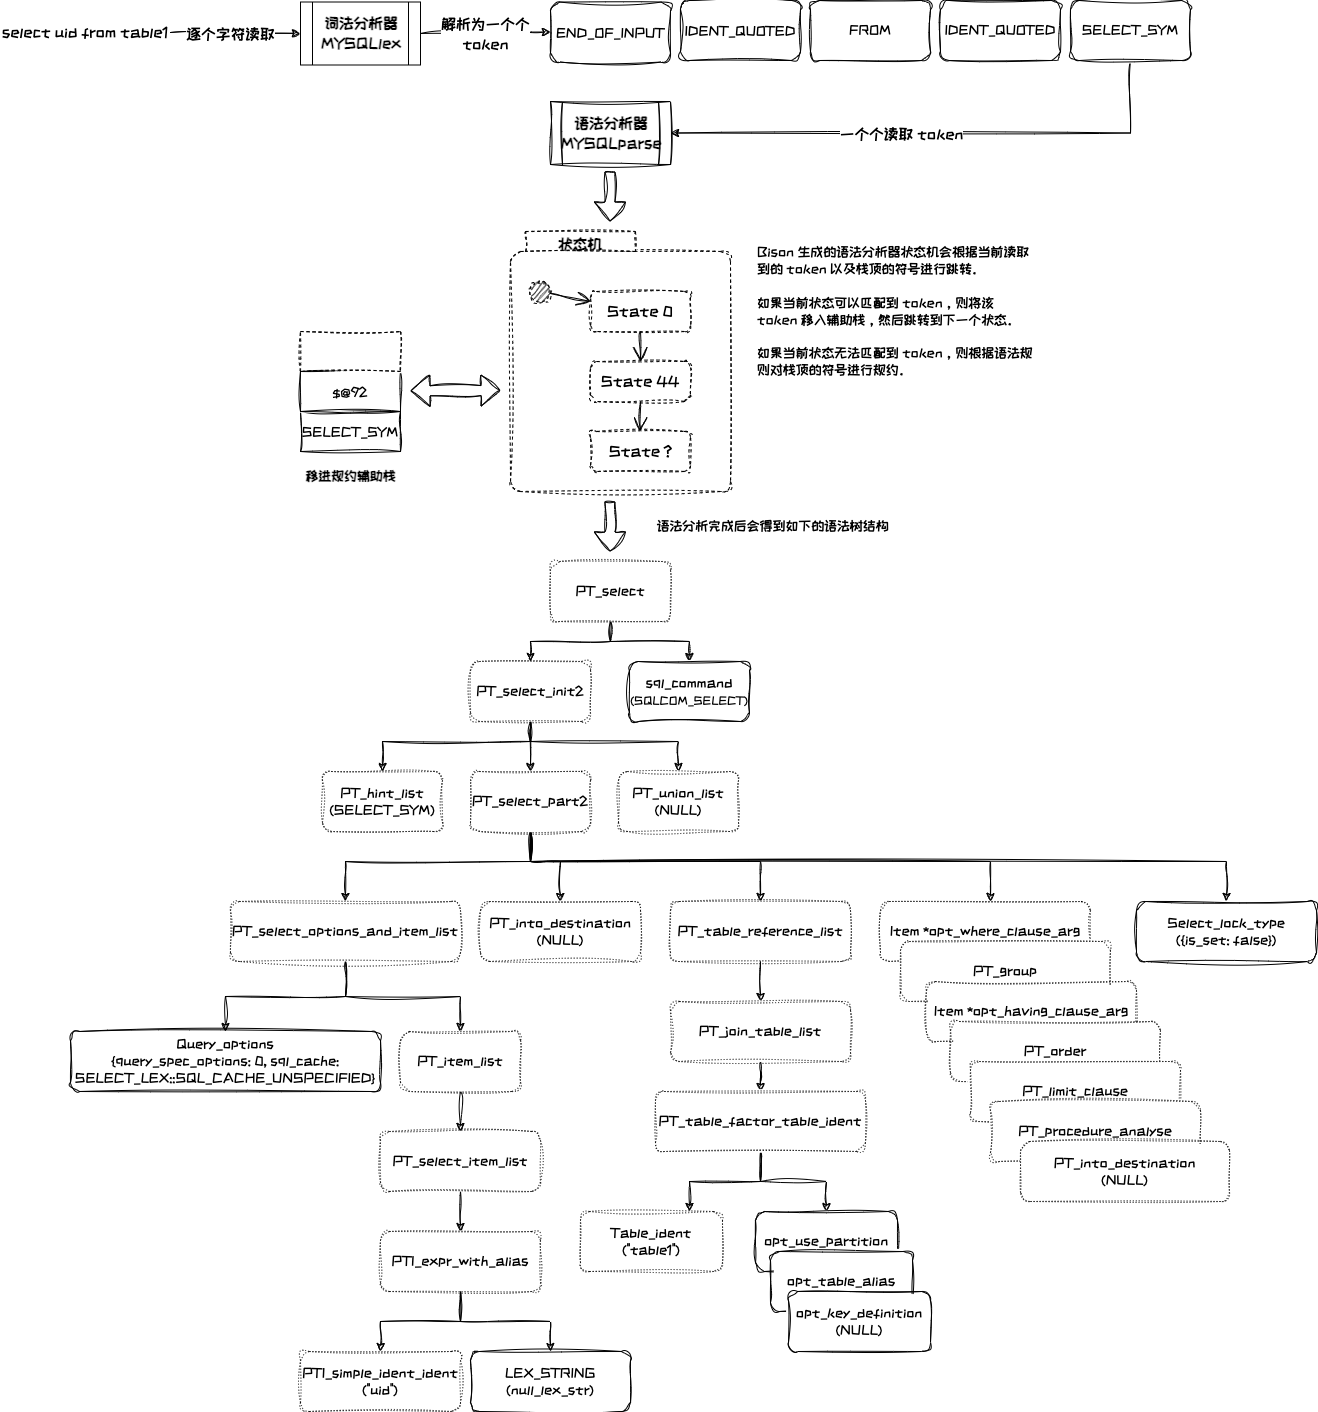 select uid from table1
逐个字符读取
词法分析器
MYSQLlex
解析为一个个
token
END_OF_INPUT
IDENT_QUOTED
FROM
IDENT_QUOTED
SELECT_SYM
语法分析器
MYSQLparse
一个个读取 token
状态机
State 0
State 44
State ?
Bison 生成的语法分析器状态机会根据当前读取
到的 token 以及栈顶的符号进行跳转。
如果当前状态可以匹配到 token，则将该
token 移入辅助栈，然后跳转到下一个状态。
如果当前状态无法匹配到 token，则根据语法规
则对栈顶的符号进行规约。
$@92
SELECT_SYM
移进规约辅助栈
语法分析完成后会得到如下的语法树结构
PT_select
PT_select_init2
sql_command
(SQLCOM_SELECT)
PT_hint_list
(SELECT_SYM)
PT_select_part2
PT_union_list
(NULL)
PT_select_options_and_item_list
PT_into_destination
(NULL)
PT_table_reference_list
Item *opt_where_clause_arg
PT_group
Item *opt_having_clause_arg
PT_order
PT_limit_clause
PT_procedure_analyse
PT_into_destination
(NULL)
Select_lock_type
({is_set: false})
Query_options
{query_spec_options: 0, sql_cache:
SELECT_LEX::SQL_CACHE_UNSPECIFIED}
PT_item_list
PT_join_table_list
PT_table_factor_table_ident
PT_select_item_list
Table_ident
("table1")
opt_use_partition
opt_table_alias
opt_key_definition
(NULL)
PTI_expr_with_alias
PTI_simple_ident_ident
("uid")
LEX_STRING
(null_lex_str)